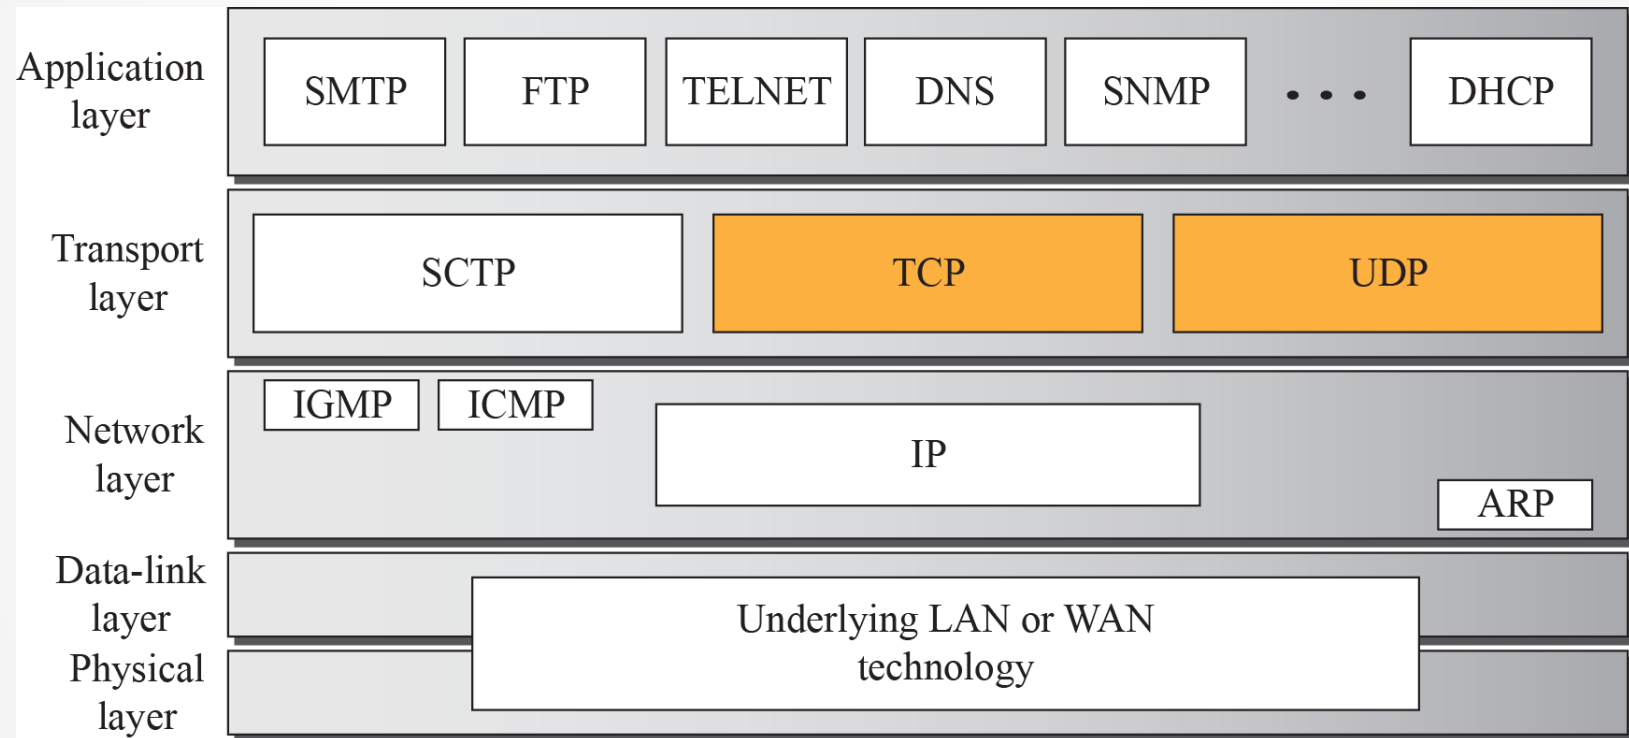 Application
layer
SMTP
FTP
TELNET
DNS
SNMP
. . .
DHCP
Transport
layer
SCTP
TCP
UDP
Network
layer
IGMP
ICMP
IP
ARP
Data-link
layer
Physical
layer
Underlying LAN or WAN
technology